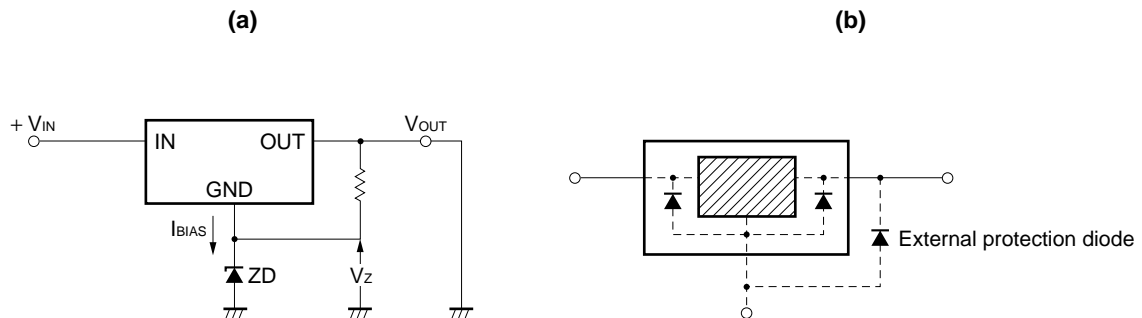 (a)
(b)
+ VIN
IN
OUT
VOUT
GND
IBIAS
ZD
VZ
External protection diode